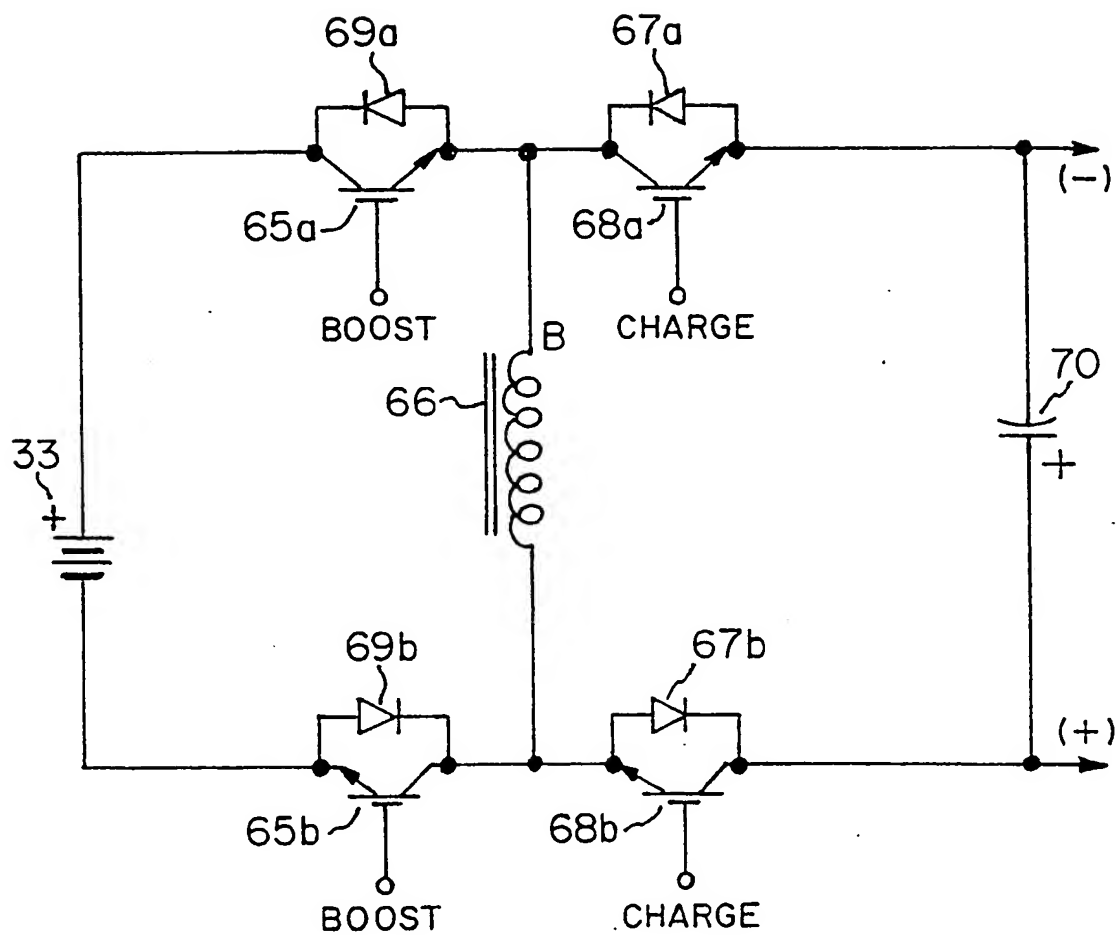 69a 67a
(-)
65a 68a
BOOST CHARGE
B
66 70
33 + +
69b 67b
(+)
65b 68b
BOOST CHARGE